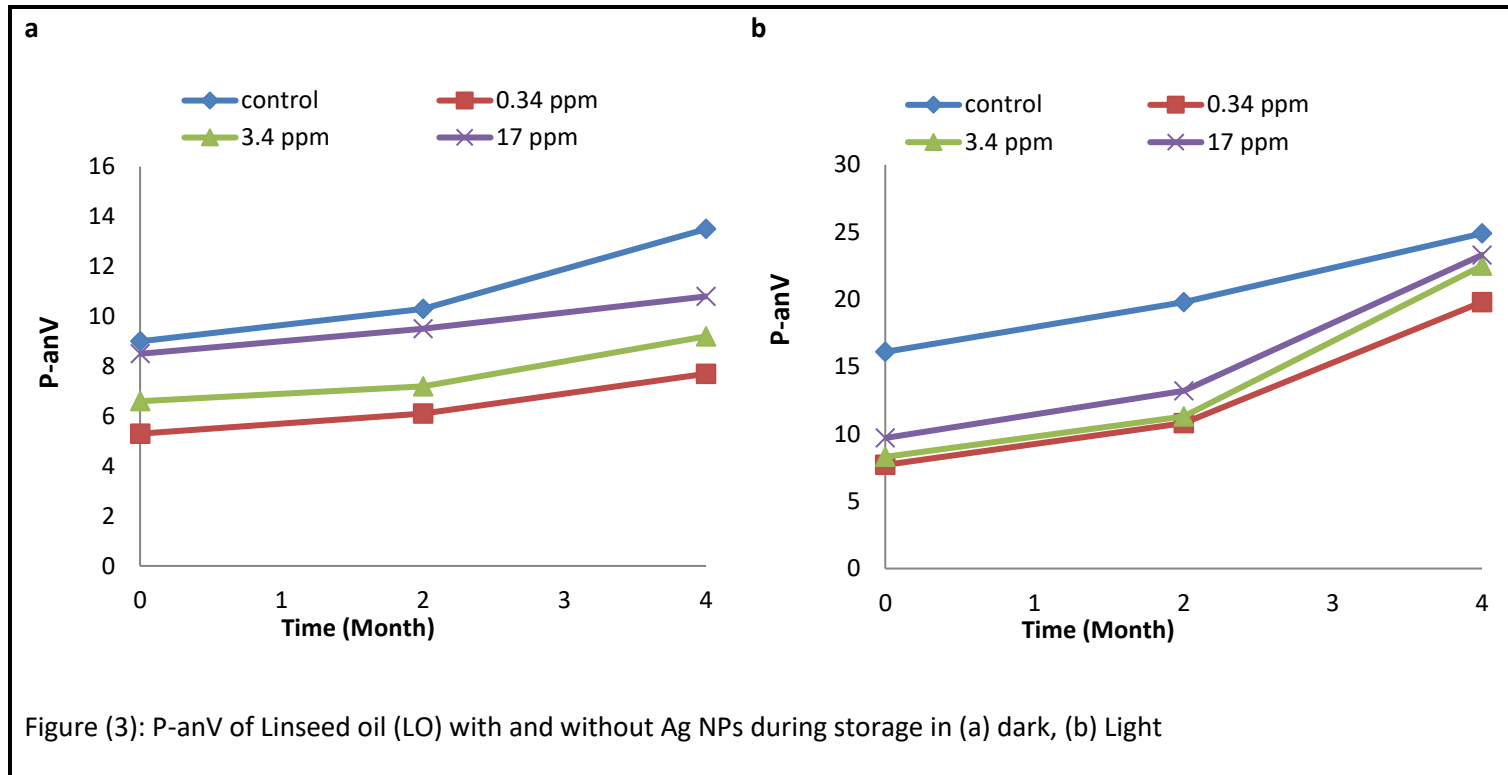 a
control
0.34 ppm
3.4 ppm
17 ppm
16
14
12
10
8
6
4
2
0
P-anV
0 1 2 3 4
Time (Month)
b
control
0.34 ppm
3.4 ppm
17 ppm
30
25
20
15
10
5
0
P-anV
0 1 2 3 4
Time (Month)
Figure (3): P-anV of Linseed oil (LO) with and without Ag NPs during storage in (a) dark, (b) Light